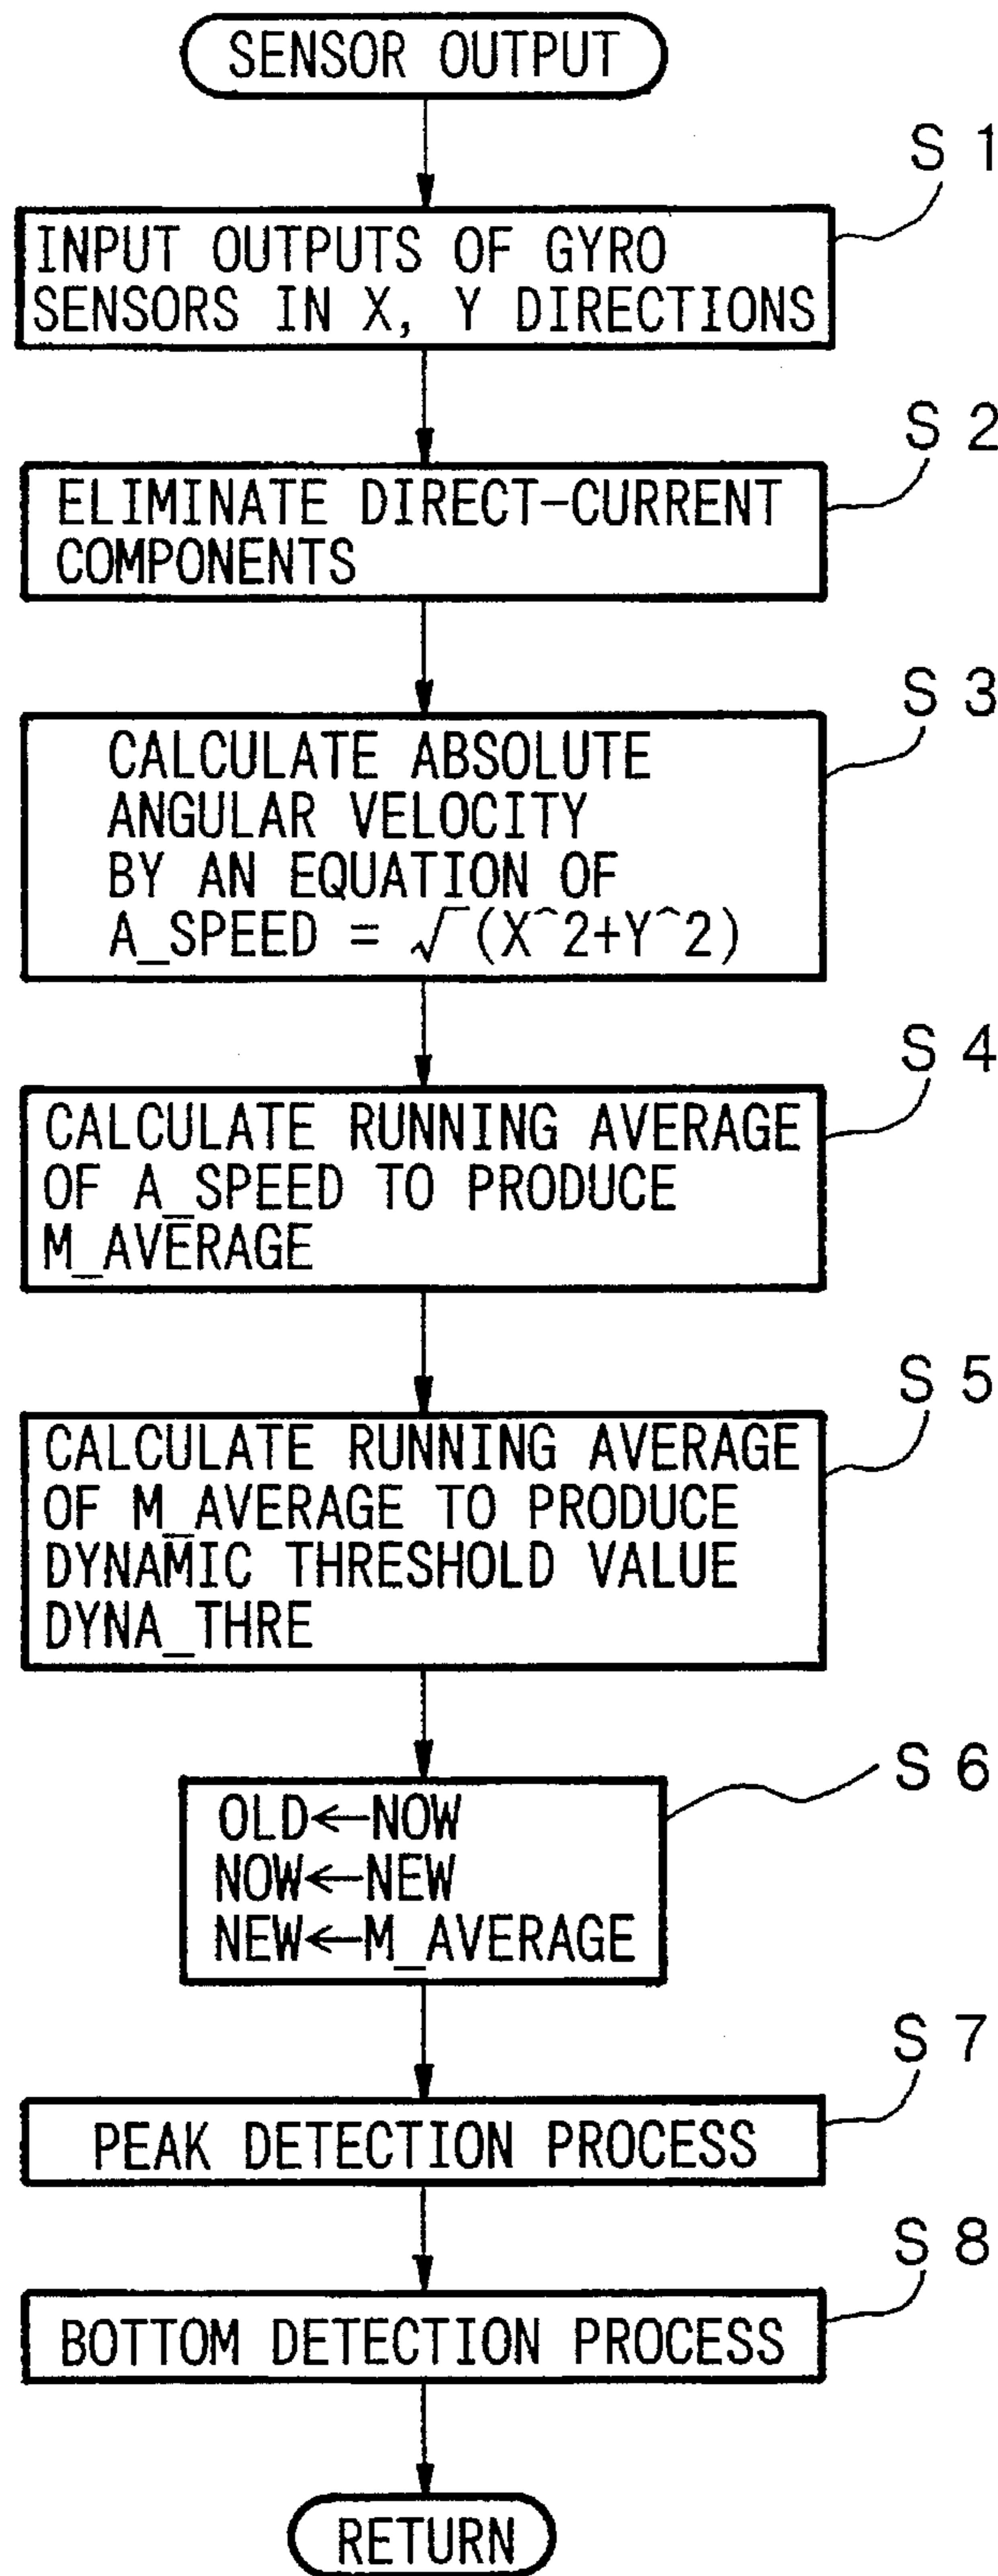 SENSOR OUTPUT
S 1
INPUT OUTPUTS OF GYRO
SENSORS IN X, Y DIRECTIONS
S 2
ELIMINATE DIRECT-CURRENT
COMPONENTS
S 3
CALCULATE ABSOLUTE
ANGULAR VELOCITY
BY AN EQUATION OF
A_SPEED = √(X^2+Y^2)
S 4
CALCULATE RUNNING AVERAGE
OF A_SPEED TO PRODUCE
M_AVERAGE
S 5
CALCULATE RUNNING AVERAGE
OF M_AVERAGE TO PRODUCE
DYNAMIC THRESHOLD VALUE
DYNA_THRE
S 6
OLD←NOW
NOW←NEW
NEW←M_AVERAGE
S 7
PEAK DETECTION PROCESS
S 8
BOTTOM DETECTION PROCESS
RETURN